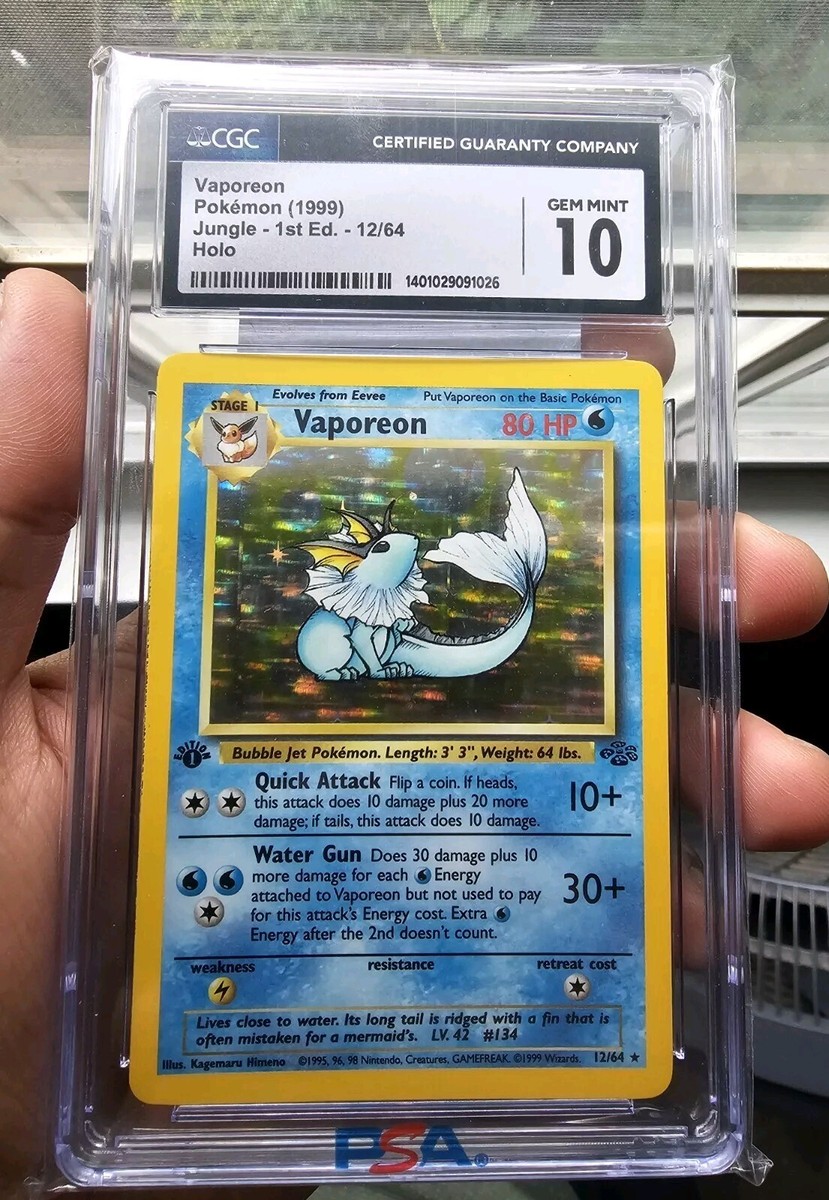 CGC
CERTIFIED GUARANTY COMPANY
Vaporeon
Pokémon (1999)
Jungle - 1st Ed. - 12/64
Holo
GEM MINT
10
1401029091026
Evolves from Eevee
Put Vaporeon on the Basic Pokémon
STAGE 1
Vaporeon
80 HP
EDITION
1
Bubble Jet Pokémon. Length: 3' 3", Weight: 64 lbs.
Quick Attack Flip a coin. If heads,
this attack does 10 damage plus 20 more
damage; if tails, this attack does 10 damage.
10+
Water Gun Does 30 damage plus 10
more damage for each Energy
attached to Vaporeon but not used to pay
for this attack's Energy cost. Extra
Energy after the 2nd doesn't count.
30+
weakness
resistance
retreat cost
Lives close to water. Its long tail is ridged with a fin that is
often mistaken for a mermaid's. LV. 42 #134
Illus. Kagemaru Himeno ©1995, 96, 98 Nintendo, Creatures, GAMEFREAK. ©1999 Wizards. 12/64 ★
PSA®